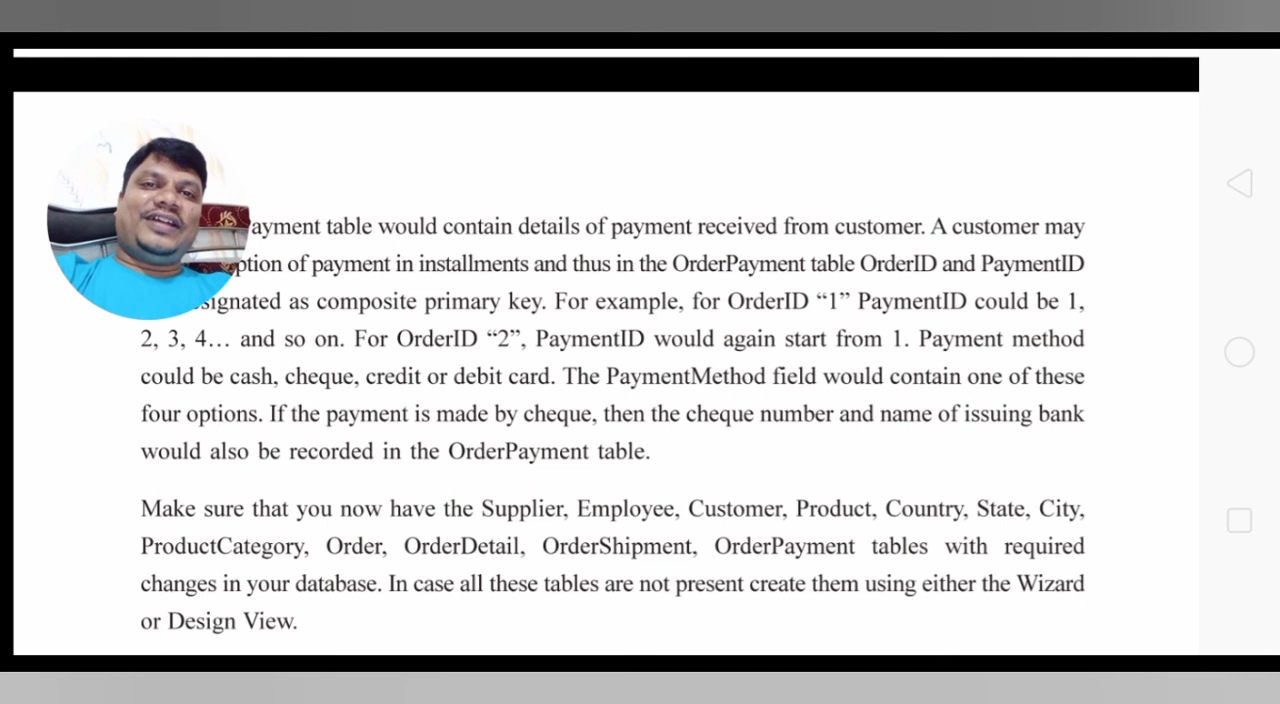 ayment table would contain details of payment received from customer. A customer may
ption of payment in installments and thus in the OrderPayment table OrderID and PaymentID
signated as composite primary key. For example, for OrderID “1” PaymentID could be 1,
2, 3, 4… and so on. For OrderID “2”, PaymentID would again start from 1. Payment method
could be cash, cheque, credit or debit card. The PaymentMethod field would contain one of these
four options. If the payment is made by cheque, then the cheque number and name of issuing bank
would also be recorded in the OrderPayment table.
Make sure that you now have the Supplier, Employee, Customer, Product, Country, State, City,
ProductCategory, Order, OrderDetail, OrderShipment, OrderPayment tables with required
changes in your database. In case all these tables are not present create them using either the Wizard
or Design View.